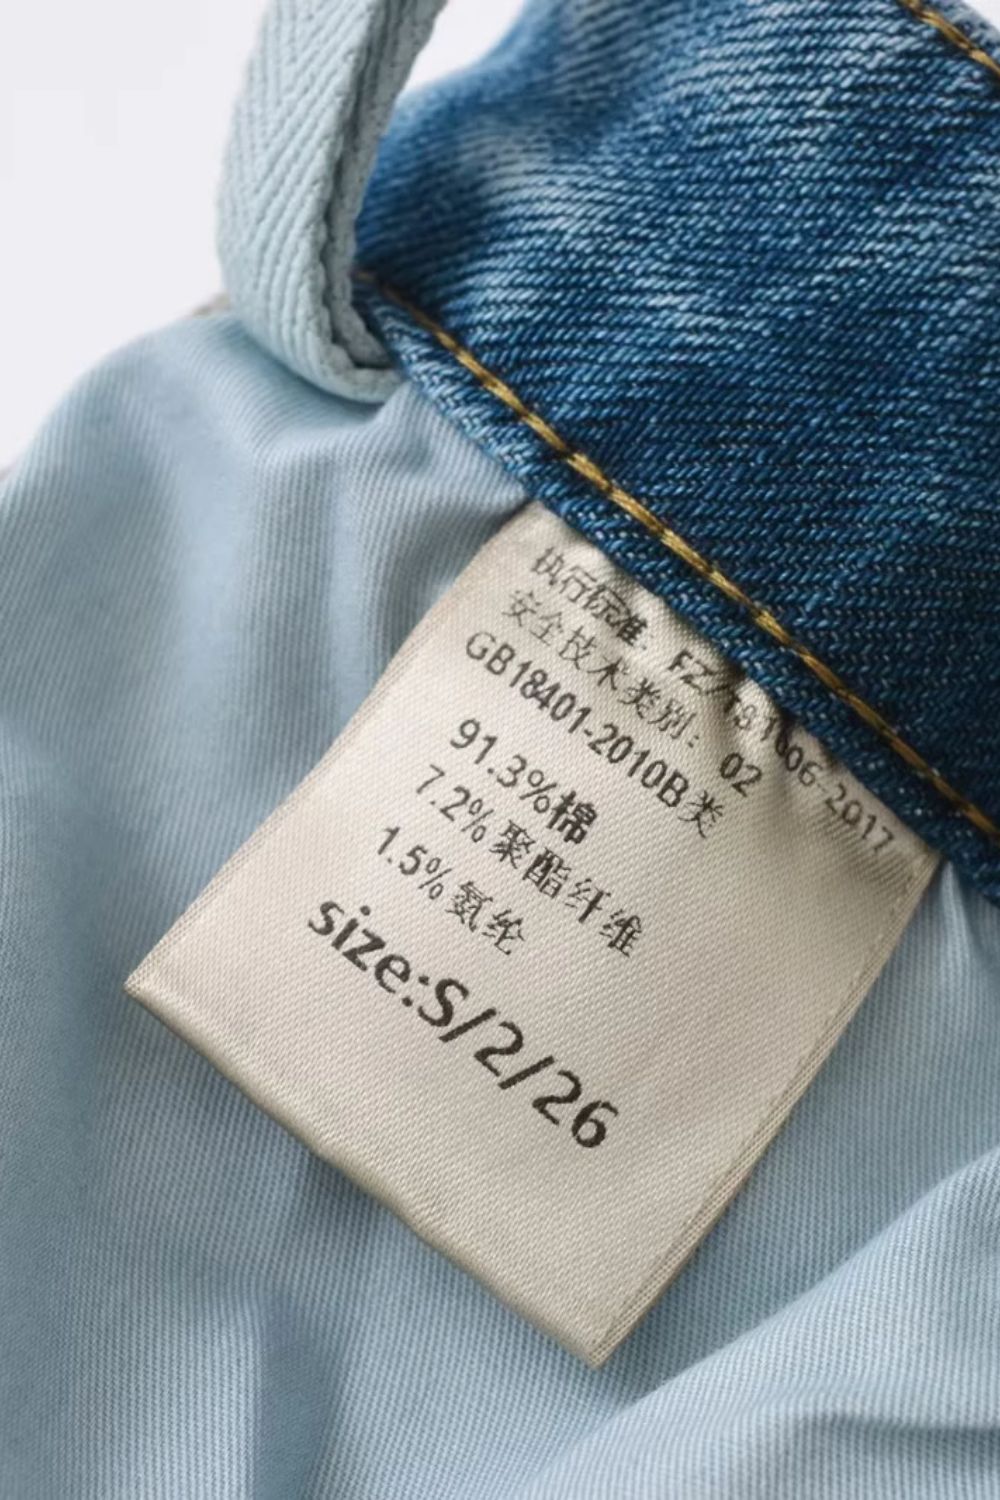 执行标准: FZ/T81006-2017
安全技术类别: 02
GB18401-2010B类
91.3%棉
7.2%聚酯纤维
1.5%氨纶
size:S/2/26